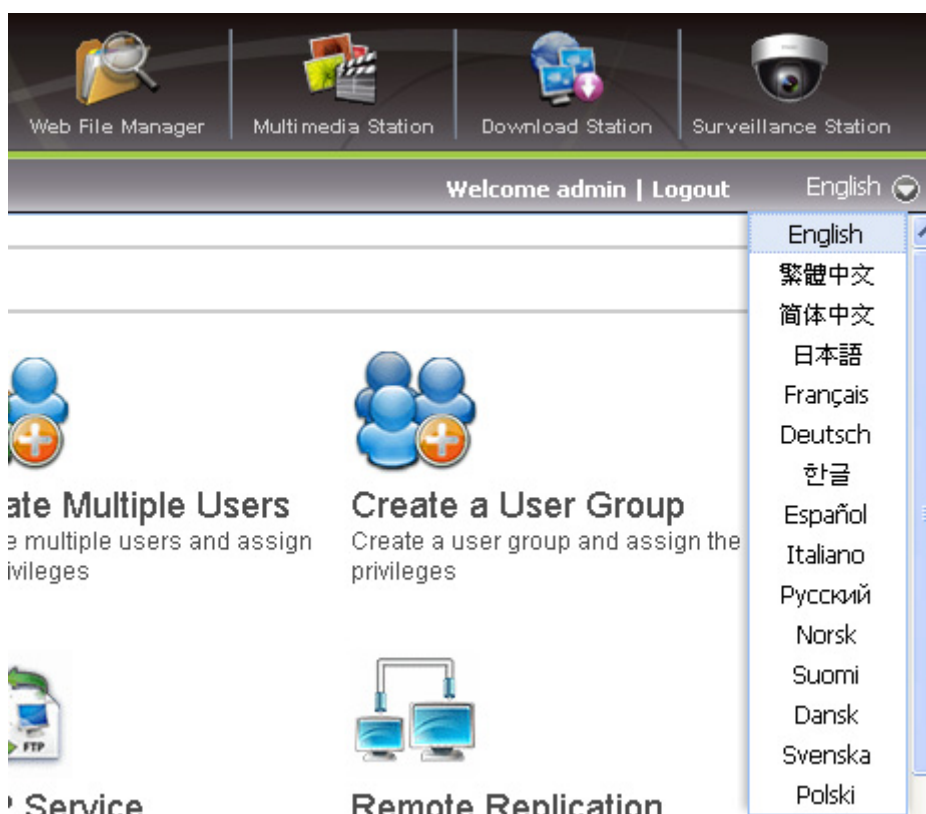 Web File Manager
Multimedia Station
Download Station
Surveillance Station
Welcome admin | Logout
English
English
繁體中文
简体中文
日本語
Français
Deutsch
한글
Español
Italiano
Русский
Norsk
Suomi
Dansk
Svenska
Polski
ate Multiple Users
e multiple users and assign
ivileges
Create a User Group
Create a user group and assign the
privileges
FTP
Service
Remote Replication